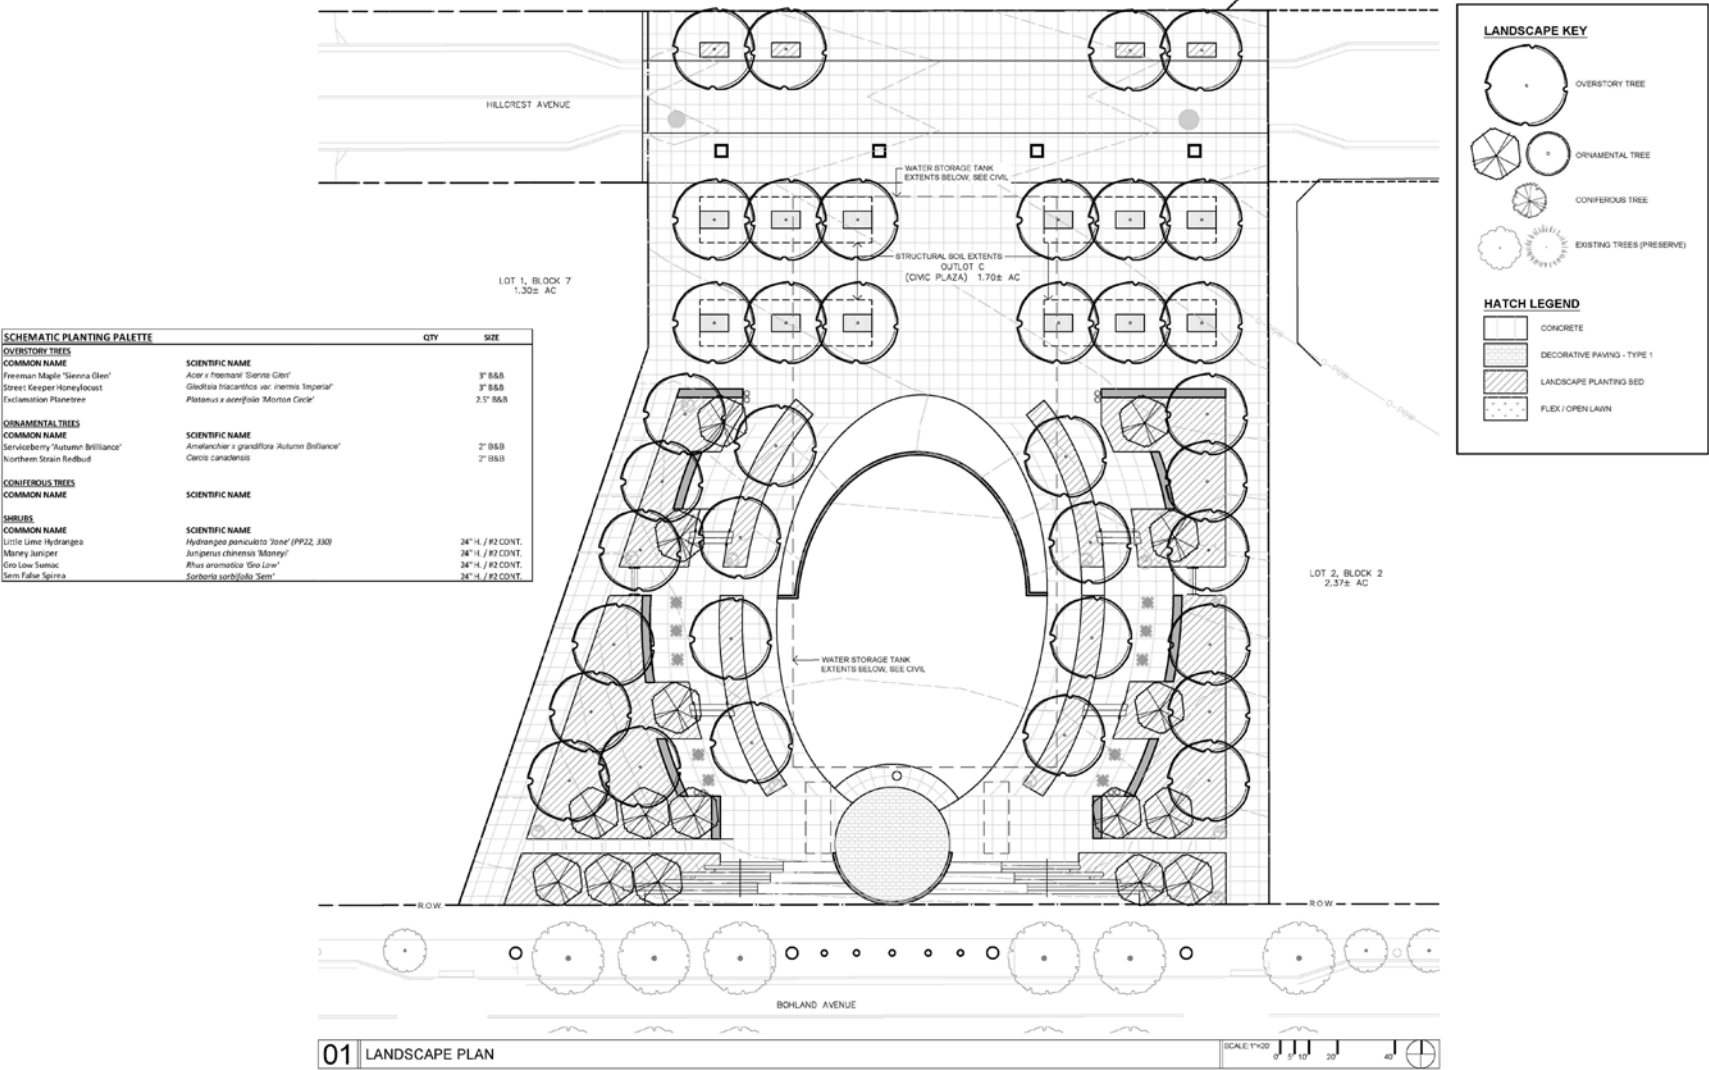 LANDSCAPE KEY
OVERSTORY TREE
ORNAMENTAL TREE
CONIFEROUS TREE
EXISTING TREES (PRESERVE)
HATCH LEGEND
CONCRETE
DECORATIVE PAVING - TYPE 1
LANDSCAPE PLANTING BED
FLEX / OPEN LAWN
HILLCREST AVENUE
WATER STORAGE TANK
EXTENTS BELOW, SEE CIVIL
STRUCTURAL SOIL EXTENTS
OUTLOT C
(CIVIC PLAZA) 1.70± AC
LOT 1, BLOCK 7
1.30± AC
O-POW
O-POW
O-POW
SCHEMATIC PLANTING PALETTE QTY SIZE
OVERSTORY TREES
COMMON NAME SCIENTIFIC NAME
Freeman Maple 'Sienna Glen' Acer x freemanii 'Sienna Glen' 3" B&B
Street Keeper Honeylocust Gleditsia triacanthos var. inermis 'Imperial' 3" B&B
Exclamation Planetree Platanus x acerifolia 'Morton Circle' 2.5" B&B
ORNAMENTAL TREES
COMMON NAME SCIENTIFIC NAME
Serviceberry 'Autumn Brilliance' Amelanchier x grandiflora 'Autumn Brilliance' 2" B&B
Northern Strain Redbud Cercis canadensis 2" B&B
CONIFEROUS TREES
COMMON NAME SCIENTIFIC NAME
SHRUBS
COMMON NAME SCIENTIFIC NAME
Little Lime Hydrangea Hydrangea paniculata 'Jane' (PP22, 330) 24" H. / #2 CONT.
Maney Juniper Juniperus chinensis 'Maneyi' 24" H. / #2 CONT.
Gro Low Sumac Rhus aromatica 'Gro Low' 24" H. / #2 CONT.
Sem False Spirea Sorbaria sorbifolia 'Sem' 24" H. / #2 CONT.
LOT 2, BLOCK 2
2.37± AC
WATER STORAGE TANK
EXTENTS BELOW, SEE CIVIL
R.O.W.
R.O.W.
BOHLAND AVENUE
01 LANDSCAPE PLAN
SCALE: 1"=20'
0' 5' 10' 20' 40'